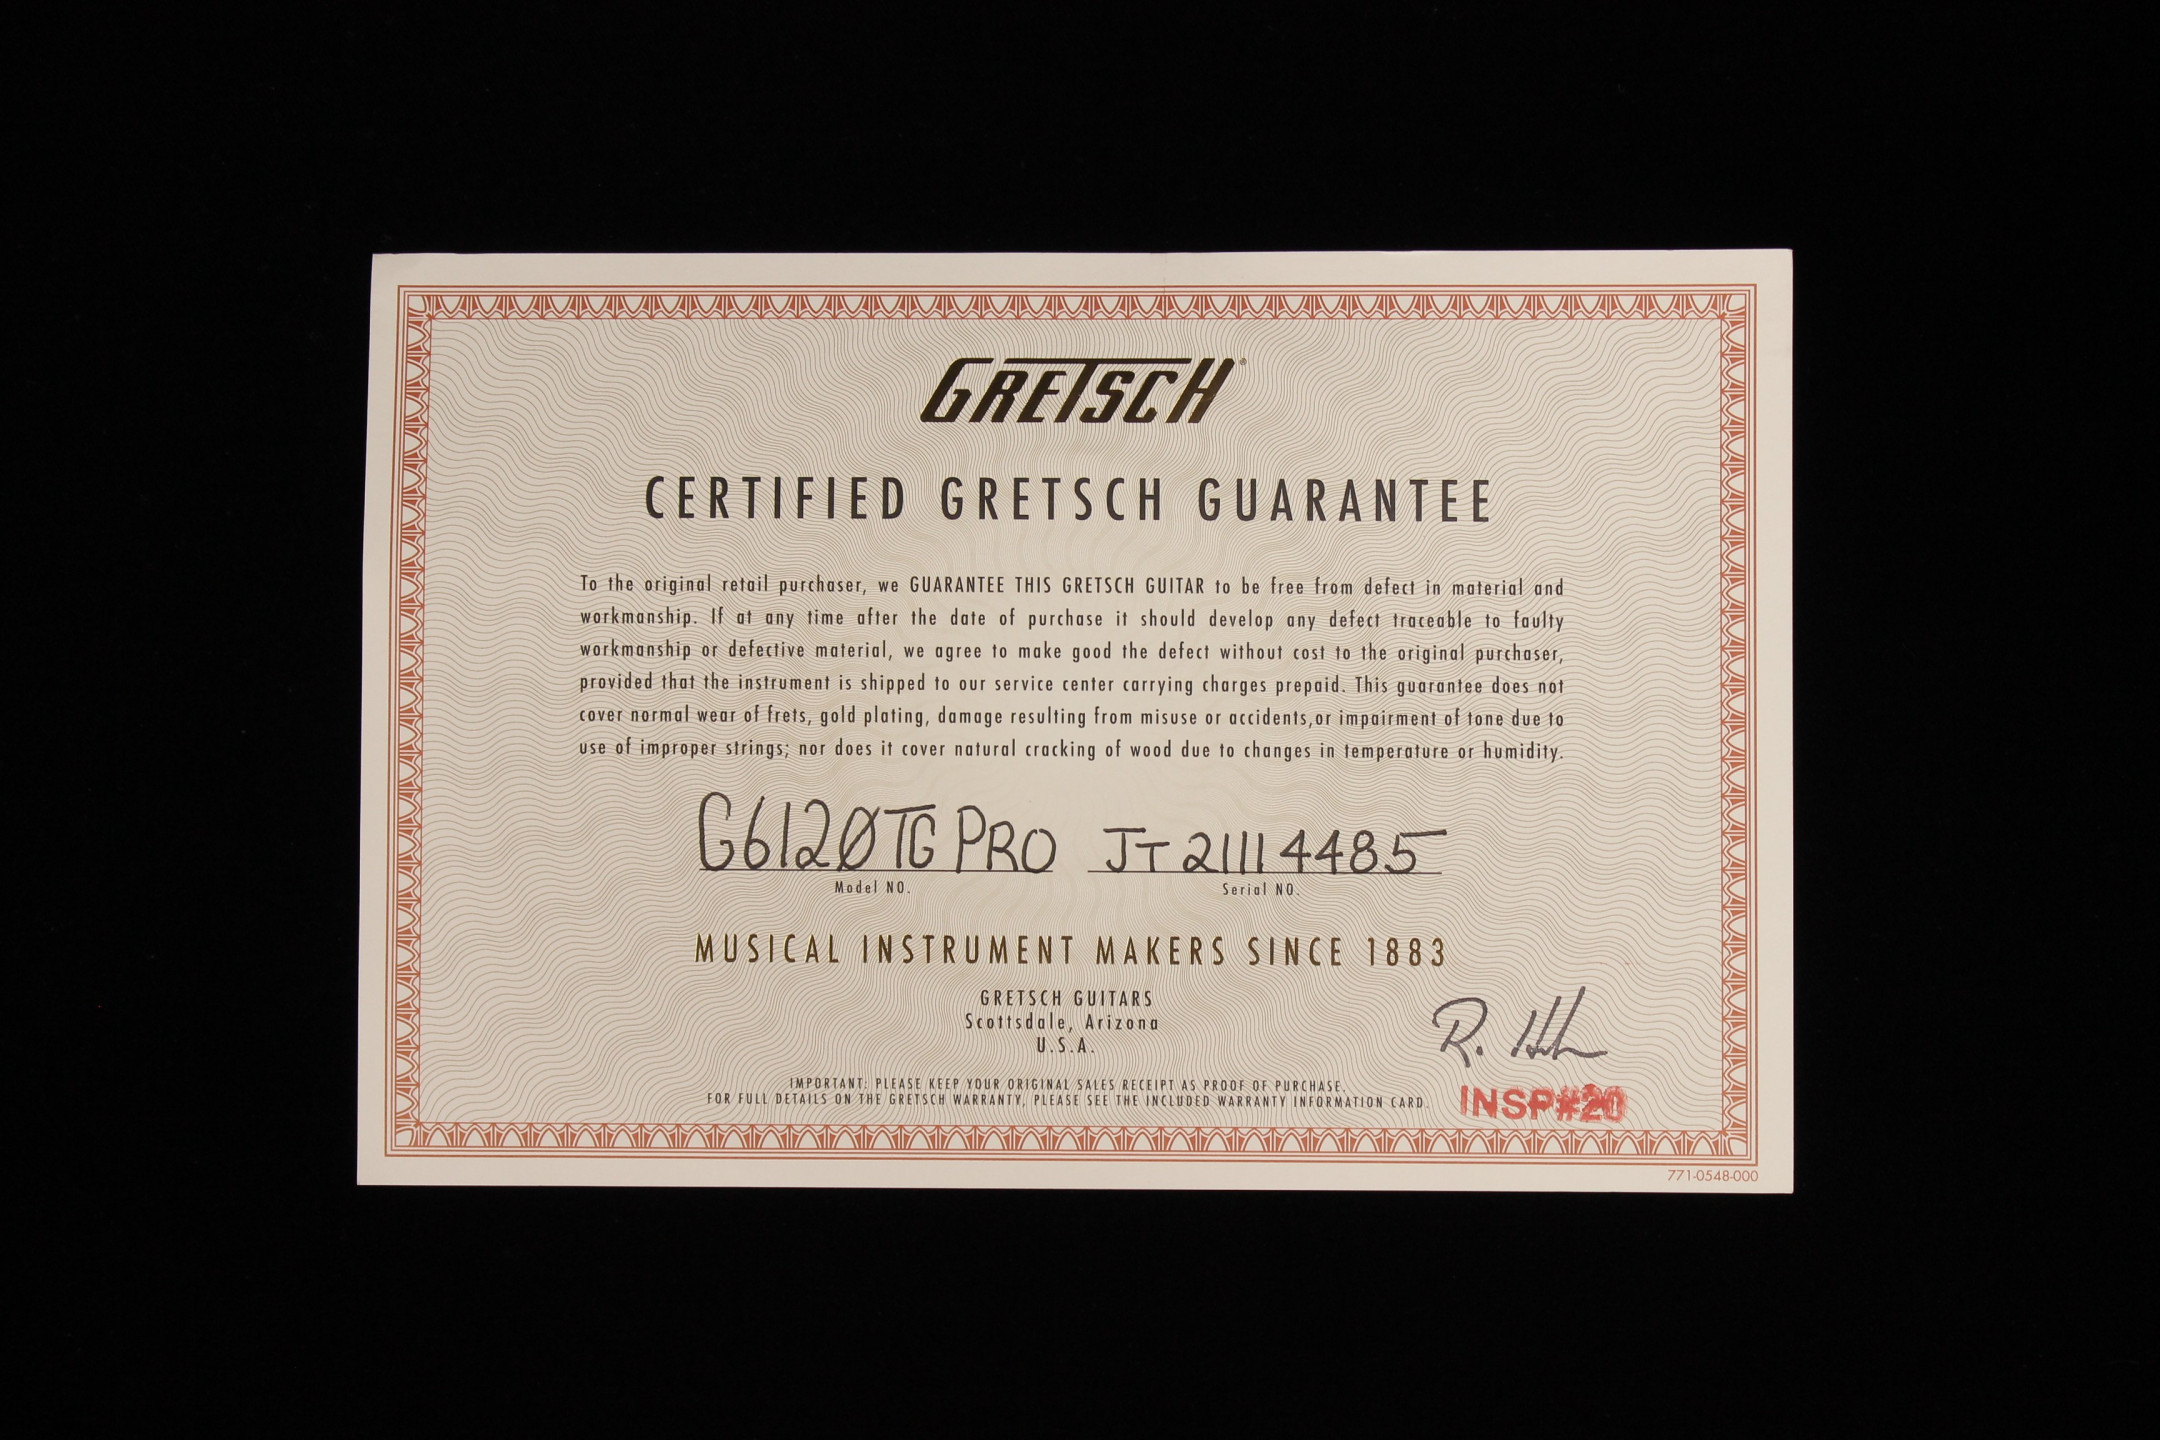 GRETSCH®
CERTIFIED GRETSCH GUARANTEE
To the original retail purchaser, we GUARANTEE THIS GRETSCH GUITAR to be free from defect in material and
workmanship. If at any time after the date of purchase it should develop any defect traceable to faulty
workmanship or defective material, we agree to make good the defect without cost to the original purchaser,
provided that the instrument is shipped to our service center carrying charges prepaid. This guarantee does not
cover normal wear of frets, gold plating, damage resulting from misuse or accidents,or impairment of tone due to
use of improper strings; nor does it cover natural cracking of wood due to changes in temperature or humidity.
G6120TG PRO JT21114485
Model NO. Serial NO.
MUSICAL INSTRUMENT MAKERS SINCE 1883
GRETSCH GUITARS
Scottsdale, Arizona
U.S.A.
R.
IMPORTANT: PLEASE KEEP YOUR ORIGINAL SALES RECEIPT AS PROOF OF PURCHASE.
FOR FULL DETAILS ON THE GRETSCH WARRANTY, PLEASE SEE THE INCLUDED WARRANTY INFORMATION CARD.
INSP#20
771-0548-000